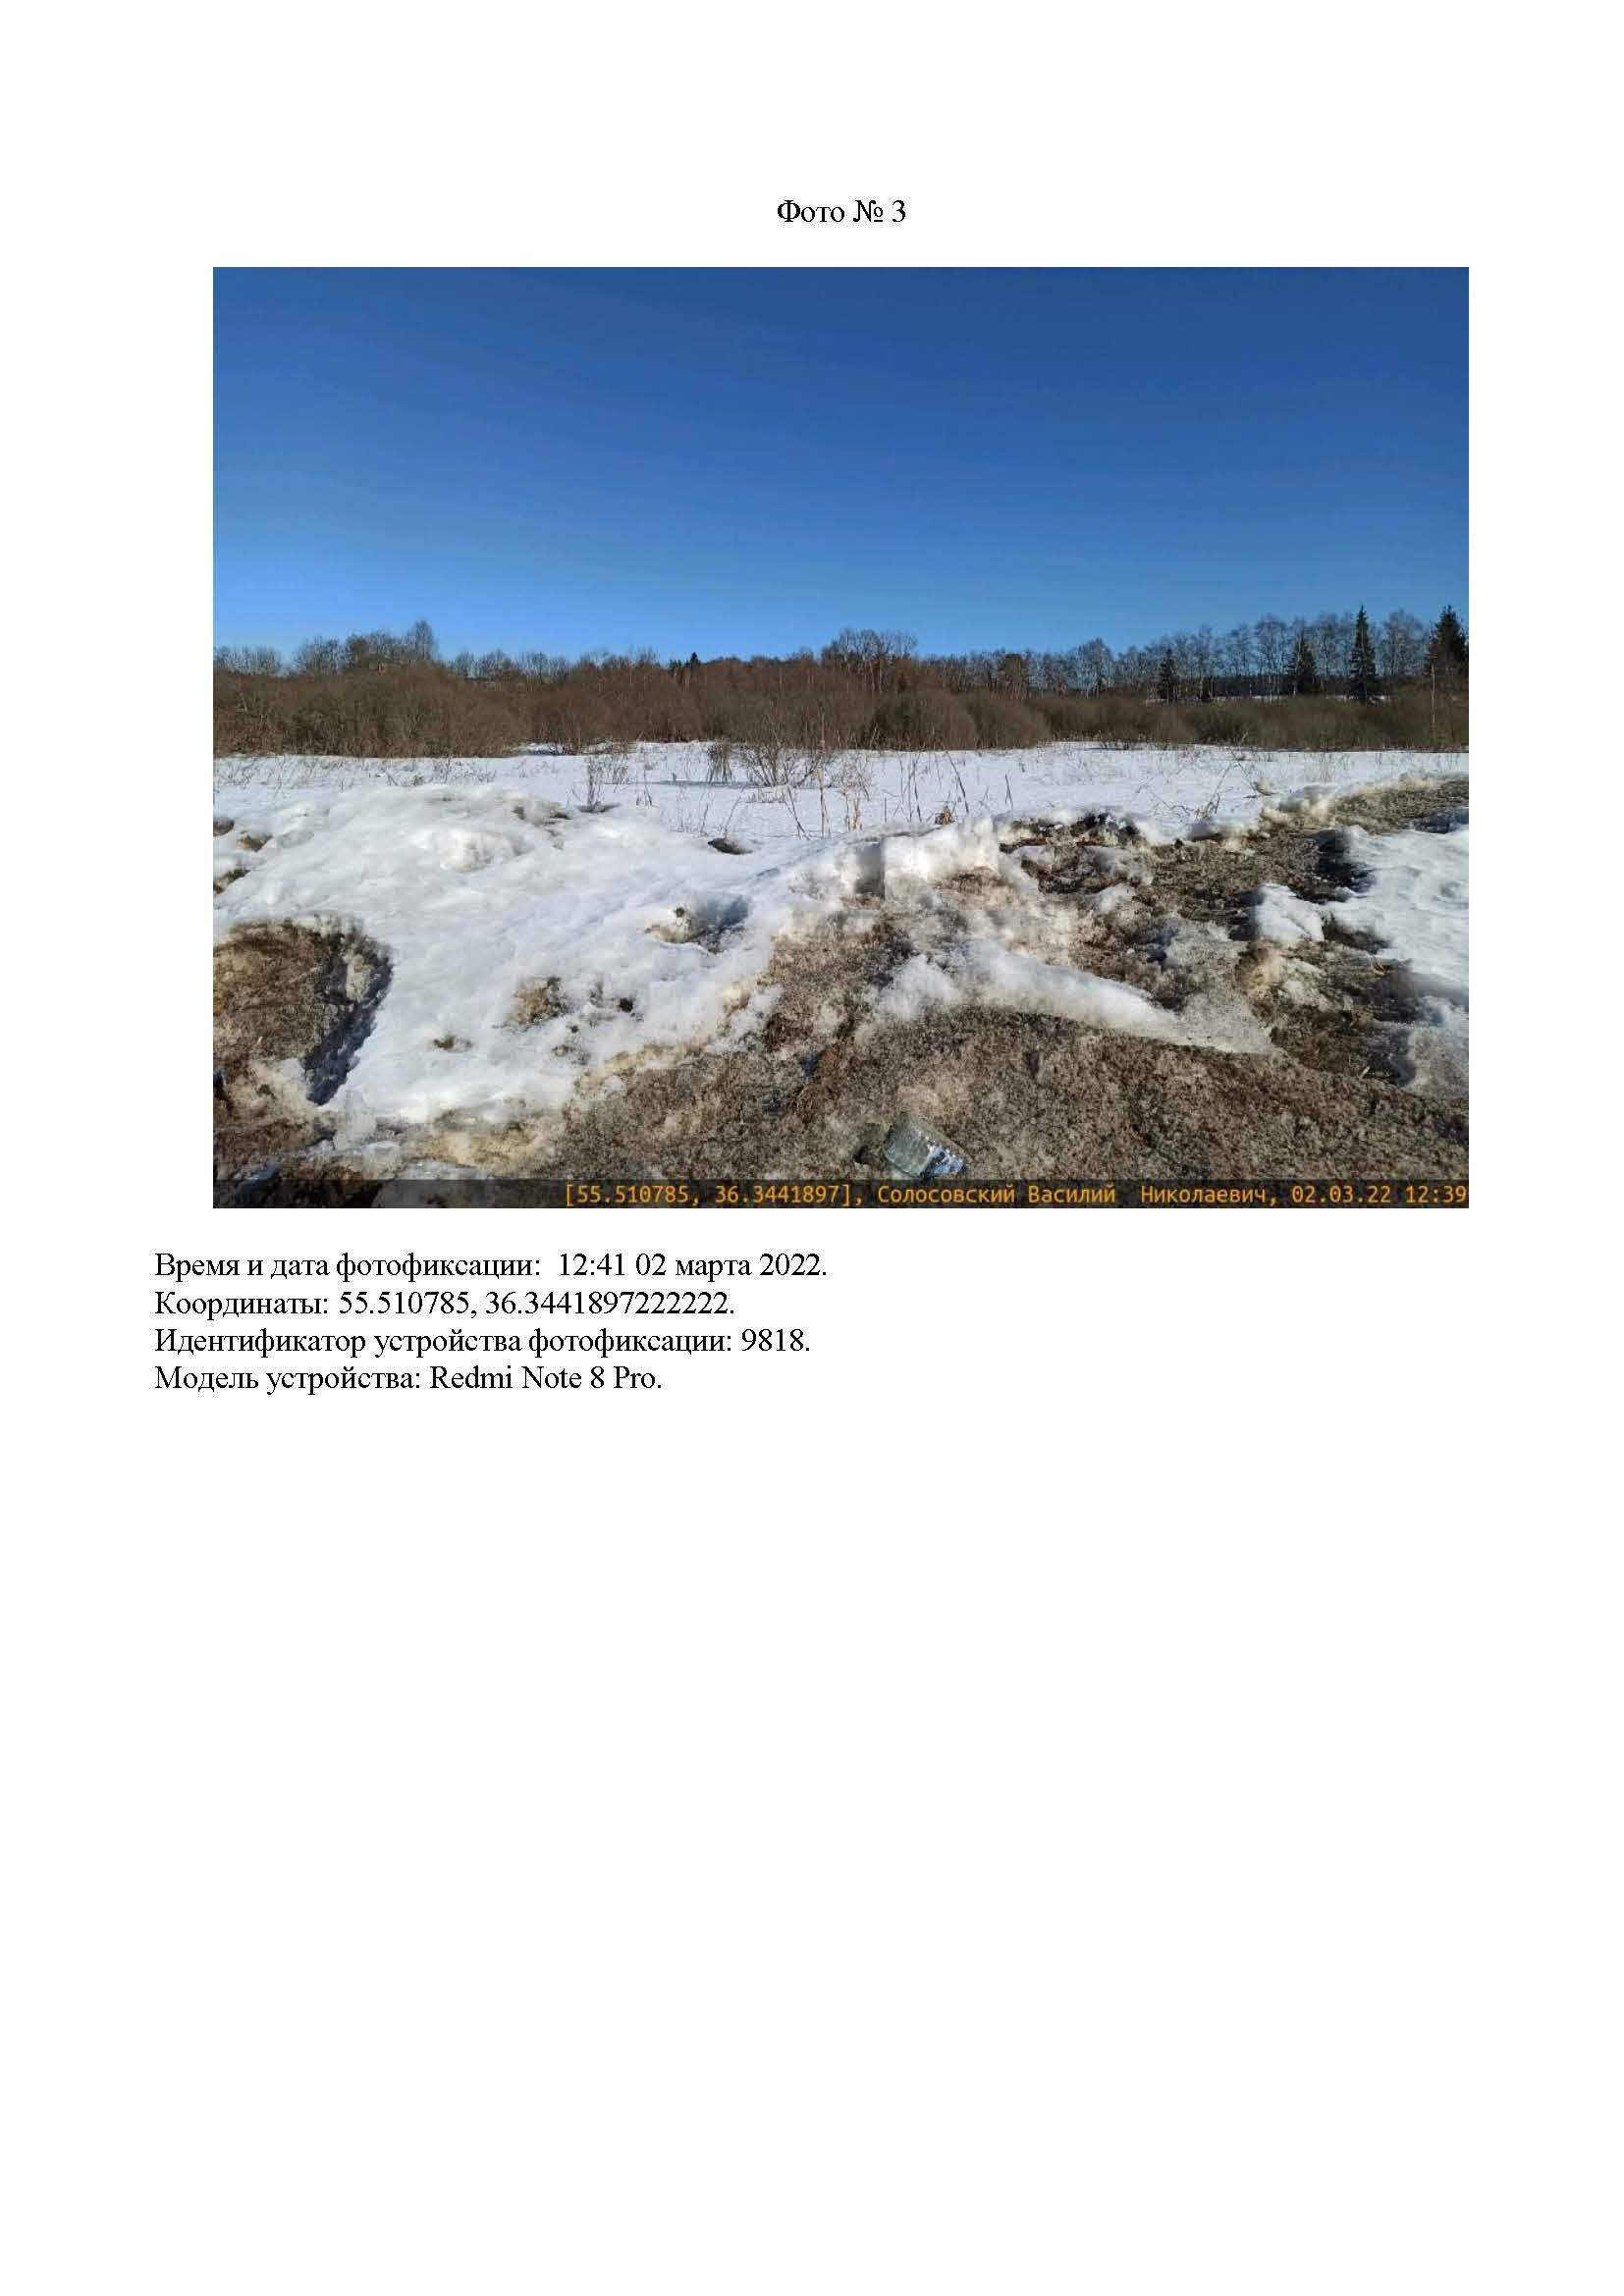 Фото № 3
[55.510785, 36.3441897], Солосовский Василий  Николаевич, 02.03.22 12:39
Время и дата фотофиксации:  12:41 02 марта 2022.
Координаты: 55.510785, 36.3441897222222.
Идентификатор устройства фотофиксации: 9818.
Модель устройства: Redmi Note 8 Pro.